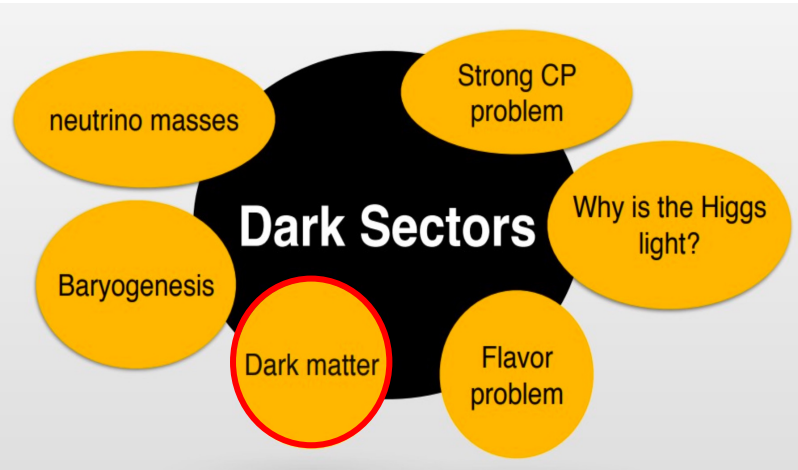 neutrino masses
Strong CP
problem
Dark Sectors
Why is the Higgs
light?
Baryogenesis
Dark matter
Flavor
problem